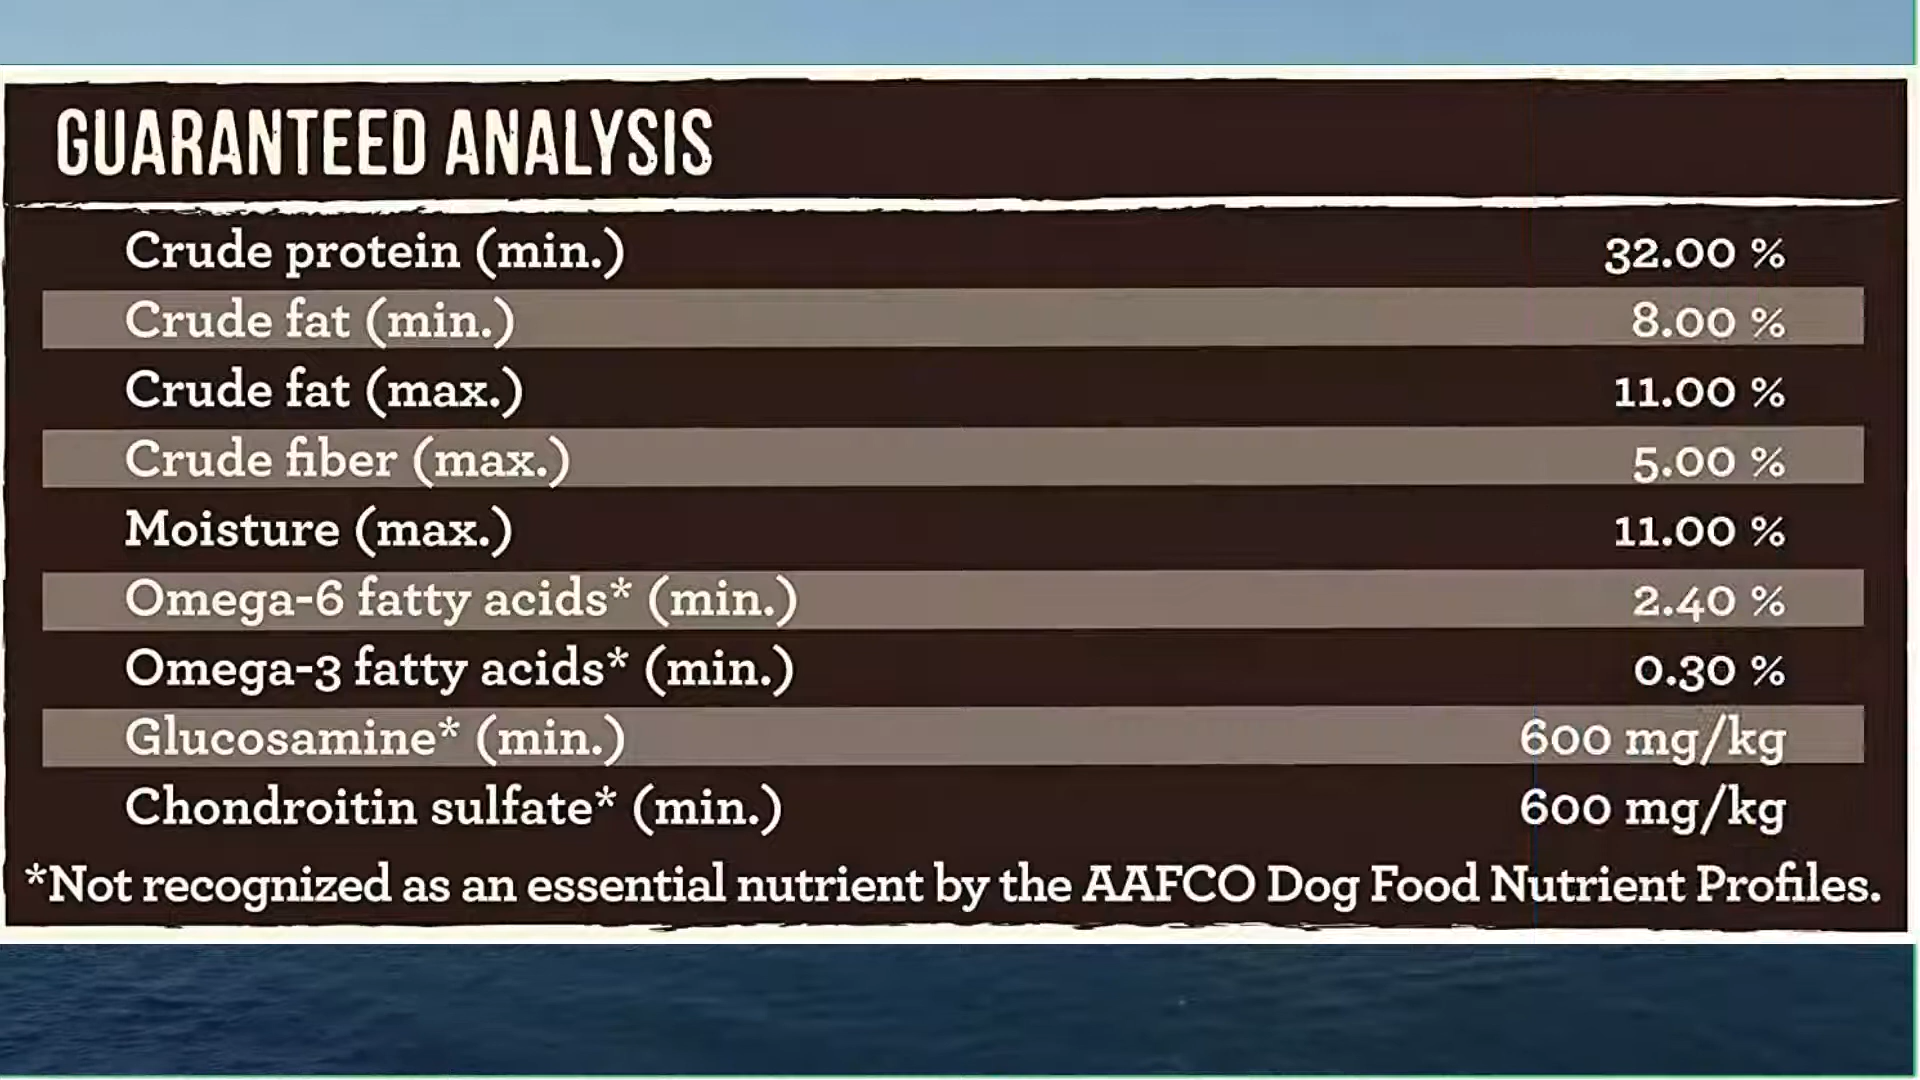 GUARANTEED ANALYSIS
Crude protein (min.) 32.00 %
Crude fat (min.) 8.00 %
Crude fat (max.) 11.00 %
Crude fiber (max.) 5.00 %
Moisture (max.) 11.00 %
Omega-6 fatty acids* (min.) 2.40 %
Omega-3 fatty acids* (min.) 0.30 %
Glucosamine* (min.) 600 mg/kg
Chondroitin sulfate* (min.) 600 mg/kg
*Not recognized as an essential nutrient by the AAFCO Dog Food Nutrient Profiles.